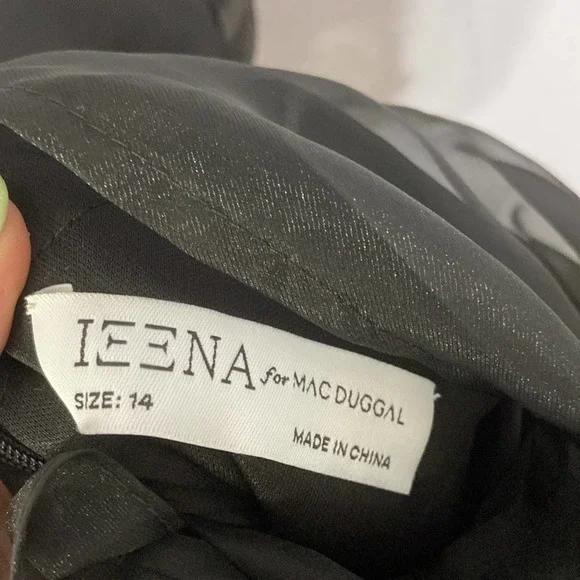 IEENA for MAC DUGGAL
SIZE: 14
MADE IN CHINA